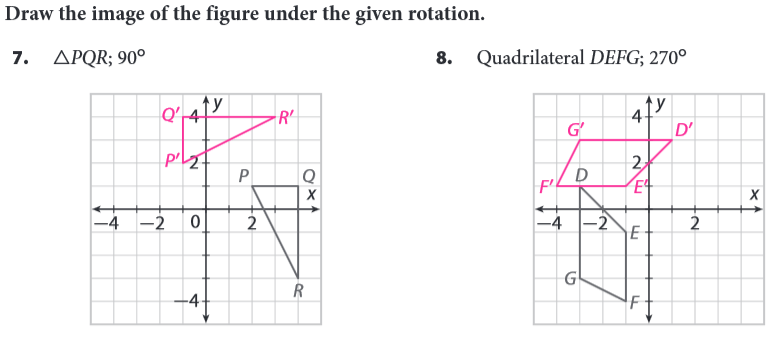 Draw the image of the figure under the given rotation.
7. △PQR; 90°
8. Quadrilateral DEFG; 270°
Q′ 4 y R′
P′ 2 P Q
x
−4 −2 0 2
−4 R
4 y
G′ D′
2
F′ D E′ x
−4 −2 2
E
G
F